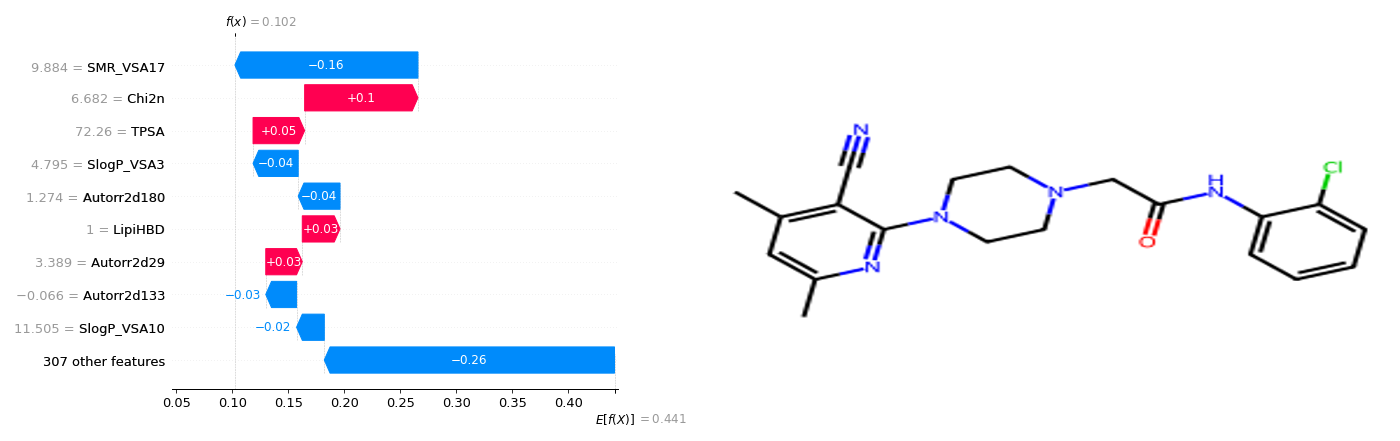 f(x) = 0.102
9.884 = SMR_VSA17
−0.16
6.682 = Chi2n
+0.1
72.26 = TPSA
+0.05
4.795 = SlogP_VSA3
−0.04
1.274 = Autorr2d180
−0.04
1 = LipiHBD
+0.03
3.389 = Autorr2d29
+0.03
−0.066 = Autorr2d133
−0.03
11.505 = SlogP_VSA10
−0.02
307 other features
−0.26
0.05 0.10 0.15 0.20 0.25 0.30 0.35 0.40
E[f(X)] = 0.441
N
N
N
N
O
H
N
Cl